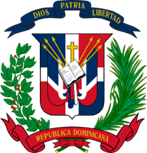 DIOS PATRIA LIBERTAD
REPUBLICA DOMINICANA